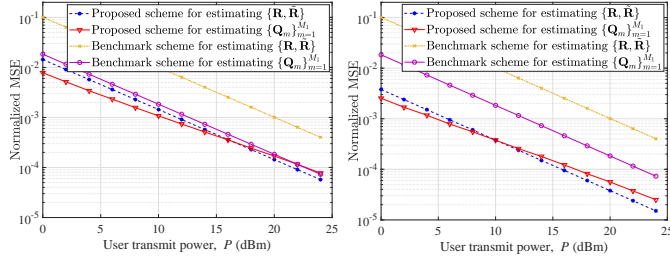 Proposed scheme for estimating {R, R̃}
Proposed scheme for estimating {Q_m}_{m=1}^{M_1}
Benchmark scheme for estimating {R, R̃}
Benchmark scheme for estimating {Q_m}_{m=1}^{M_1}
Normalized MSE
10^{-1}
10^{-2}
10^{-3}
10^{-4}
10^{-5}
0 5 10 15 20 25
User transmit power, P (dBm)
Proposed scheme for estimating {R, R̃}
Proposed scheme for estimating {Q_m}_{m=1}^{M_1}
Benchmark scheme for estimating {R, R̃}
Benchmark scheme for estimating {Q_m}_{m=1}^{M_1}
Normalized MSE
10^{-1}
10^{-2}
10^{-3}
10^{-4}
10^{-5}
0 5 10 15 20 25
User transmit power, P (dBm)